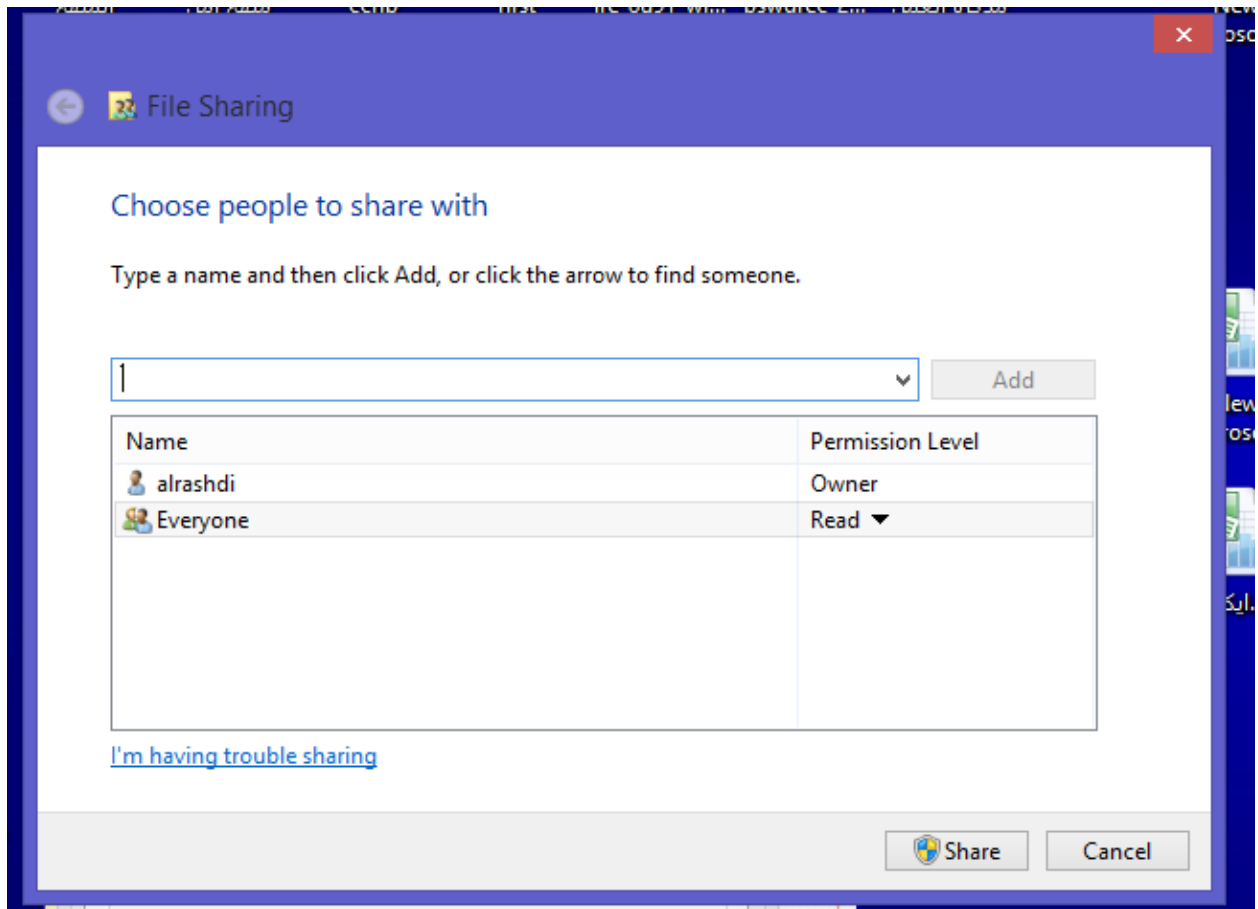 File Sharing
Choose people to share with
Type a name and then click Add, or click the arrow to find someone.
Add
Name Permission Level
alrashdi Owner
Everyone Read
I'm having trouble sharing
Share Cancel